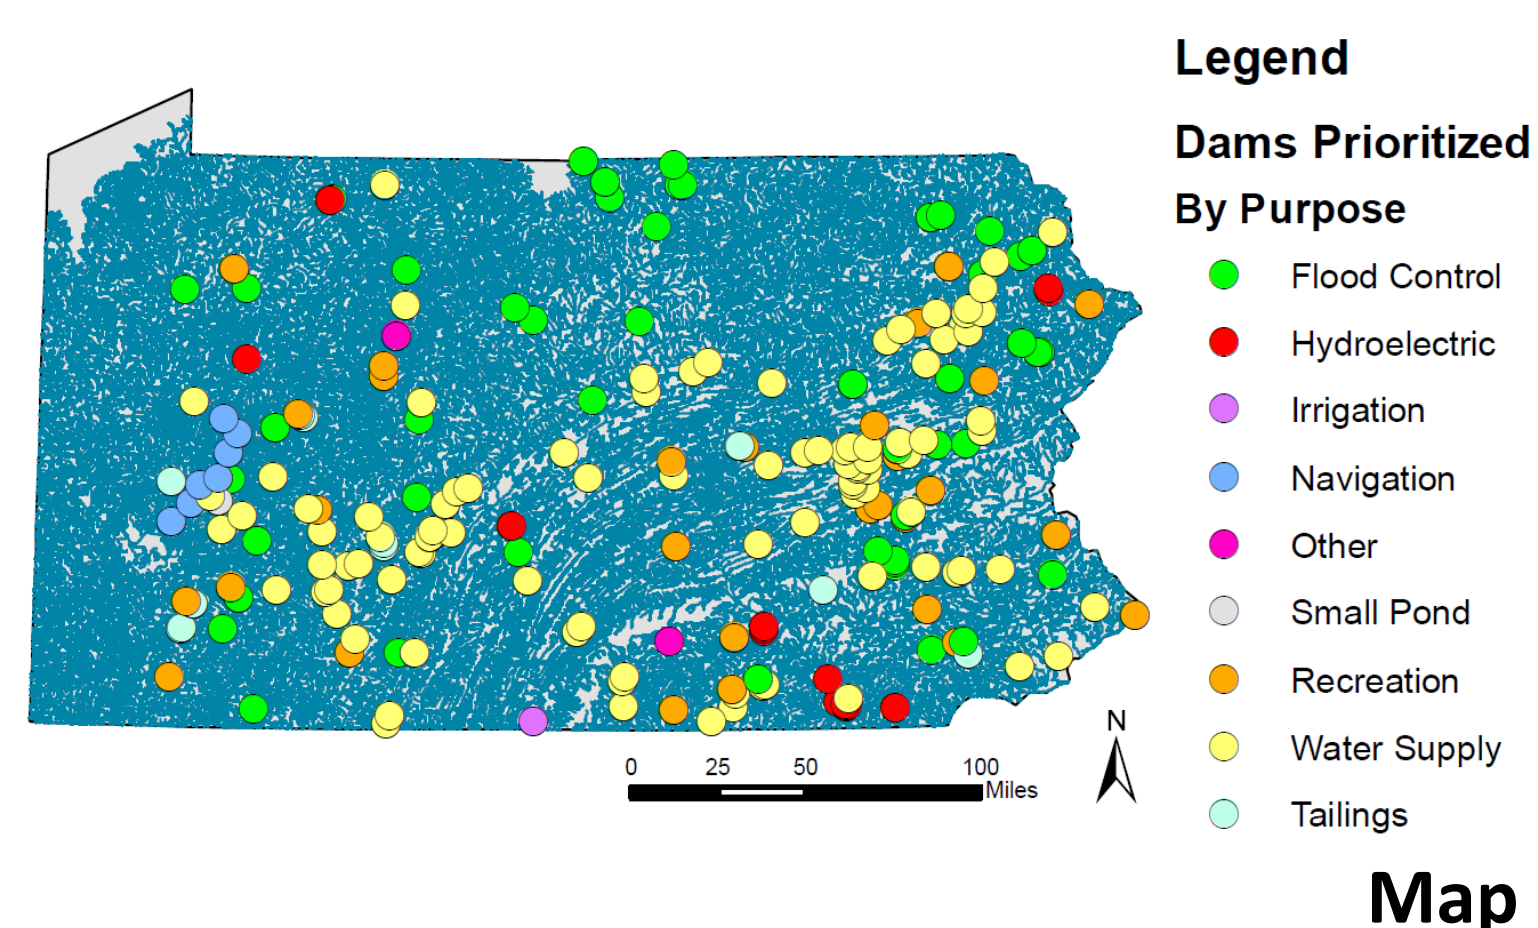 Legend
Dams Prioritized
By Purpose
Flood Control
Hydroelectric
Irrigation
Navigation
Other
Small Pond
Recreation
Water Supply
Tailings
N
0 25 50 100
Miles
Map